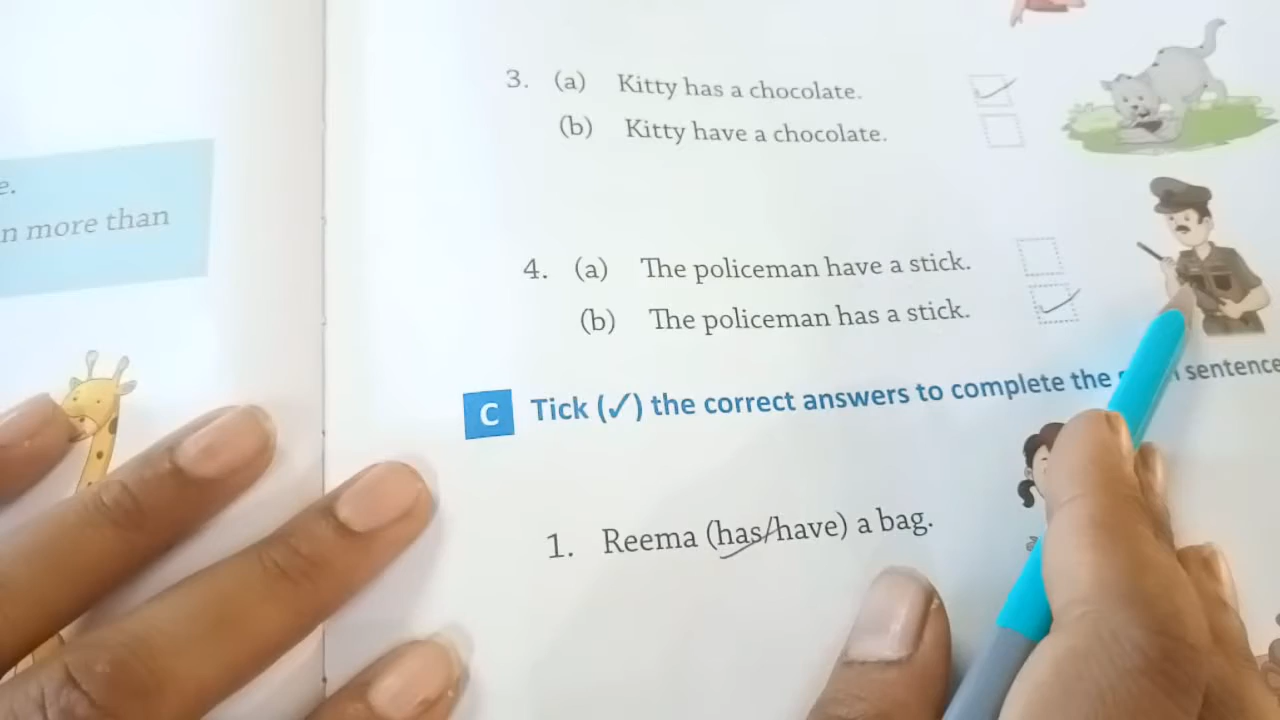 e.
n more than
3. (a) Kitty has a chocolate.
(b) Kitty have a chocolate.
4. (a) The policeman have a stick.
(b) The policeman has a stick.
C Tick (✓) the correct answers to complete the sentence
1. Reema (has/have) a bag.